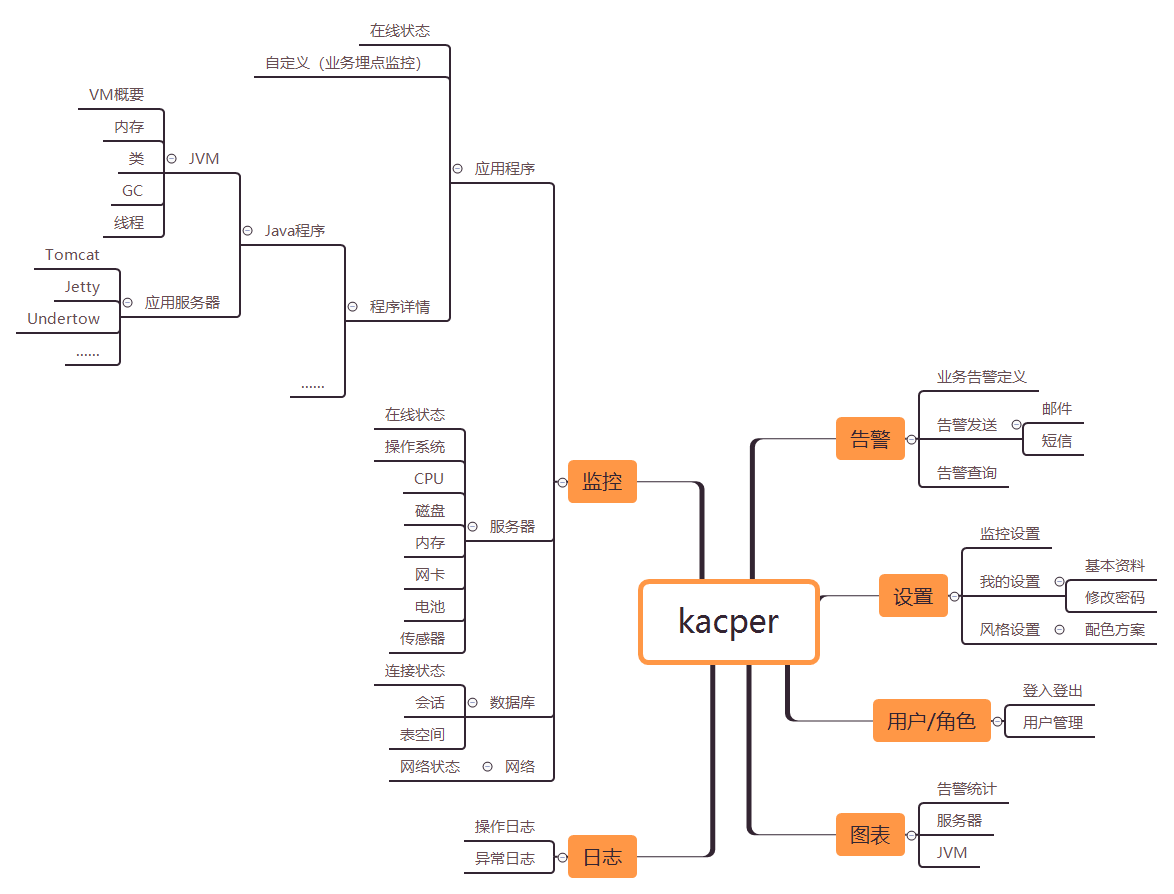 kacper
监控
应用程序
在线状态
自定义（业务埋点监控）
程序详情
Java程序
JVM
VM概要
内存
类
GC
线程
应用服务器
Tomcat
Jetty
Undertow
......
......
服务器
在线状态
操作系统
CPU
磁盘
内存
网卡
电池
传感器
数据库
连接状态
会话
表空间
网络
网络状态
日志
操作日志
异常日志
告警
业务告警定义
告警发送
邮件
短信
告警查询
设置
监控设置
我的设置
基本资料
修改密码
风格设置
配色方案
用户/角色
登入登出
用户管理
图表
告警统计
服务器
JVM